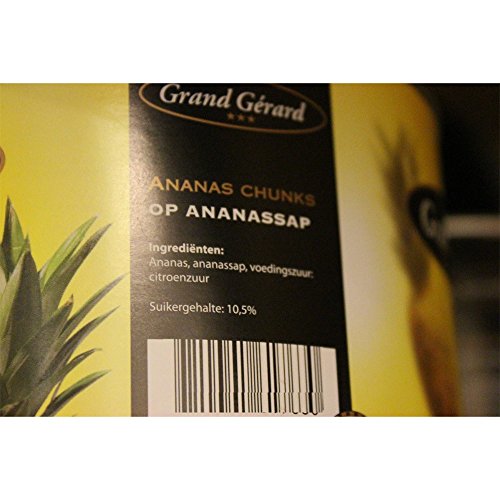 Grand Gérard
ANANAS CHUNKS
OP ANANASSAP
Ingrediënten:
Ananas, ananassap, voedingszuur:
citroenzuur
Suikergehalte: 10,5%